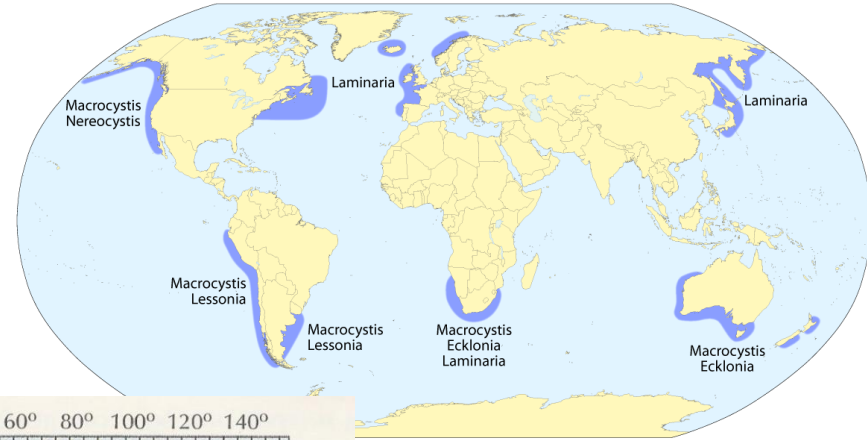 Laminaria
Macrocystis
Nereocystis
Laminaria
Macrocystis
Lessonia
Macrocystis
Lessonia
Macrocystis
Ecklonia
Laminaria
Macrocystis
Ecklonia
60º 80º 100º 120º 140º